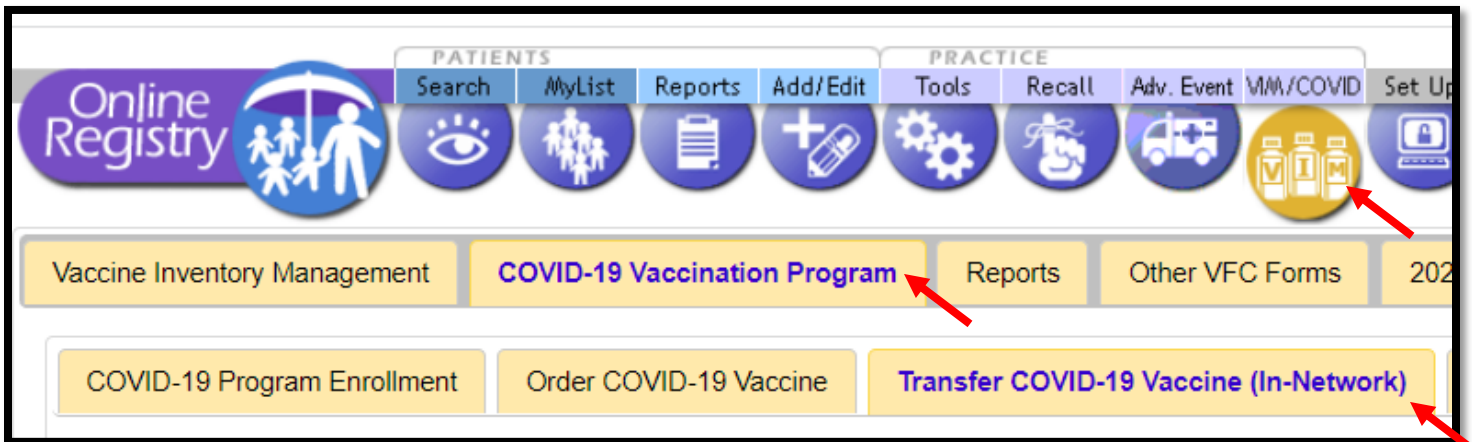 PATIENTS PRACTICE
Search MyList Reports Add/Edit Tools Recall Adv. Event VIM/COVID Set Up
Online
Registry
V I M
Vaccine Inventory Management COVID-19 Vaccination Program Reports Other VFC Forms 202
COVID-19 Program Enrollment Order COVID-19 Vaccine Transfer COVID-19 Vaccine (In-Network)